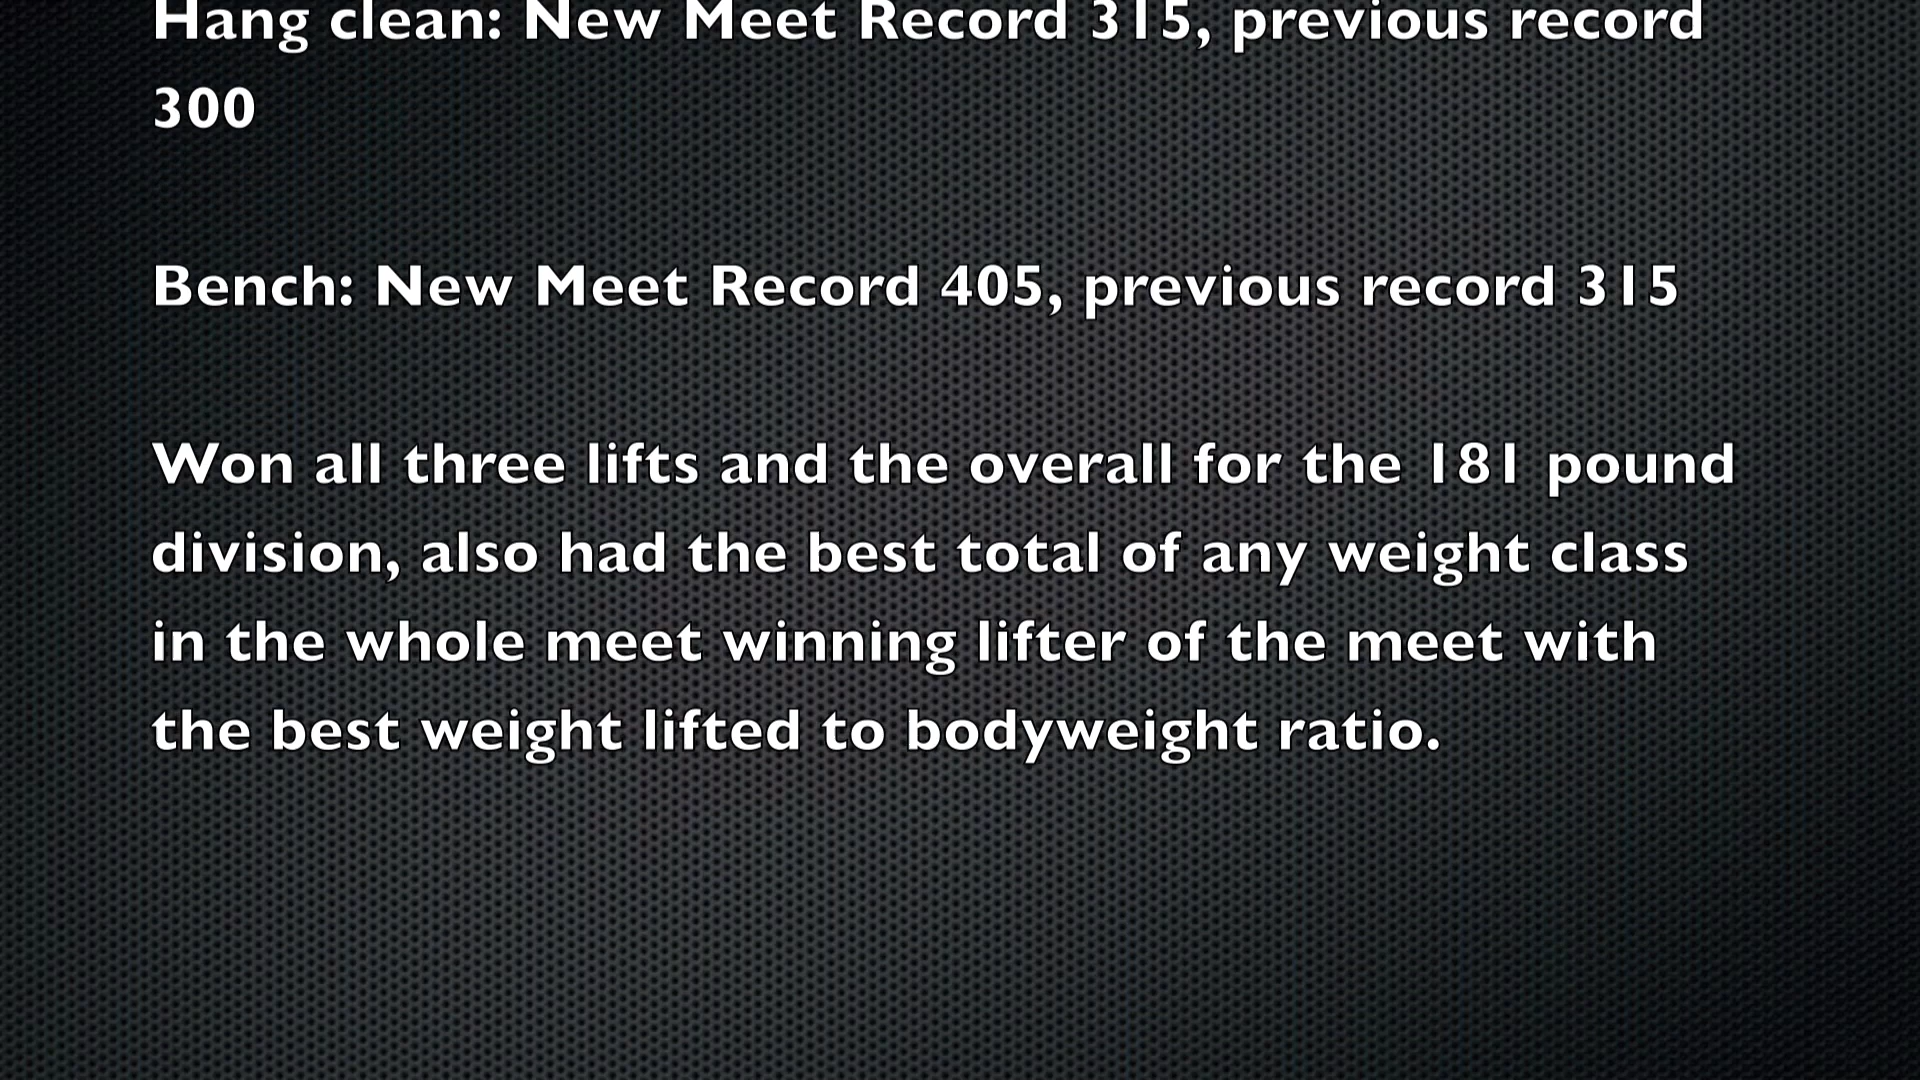 Hang clean: New Meet Record 315, previous record
300
Bench: New Meet Record 405, previous record 315
Won all three lifts and the overall for the 181 pound
division, also had the best total of any weight class
in the whole meet winning lifter of the meet with
the best weight lifted to bodyweight ratio.